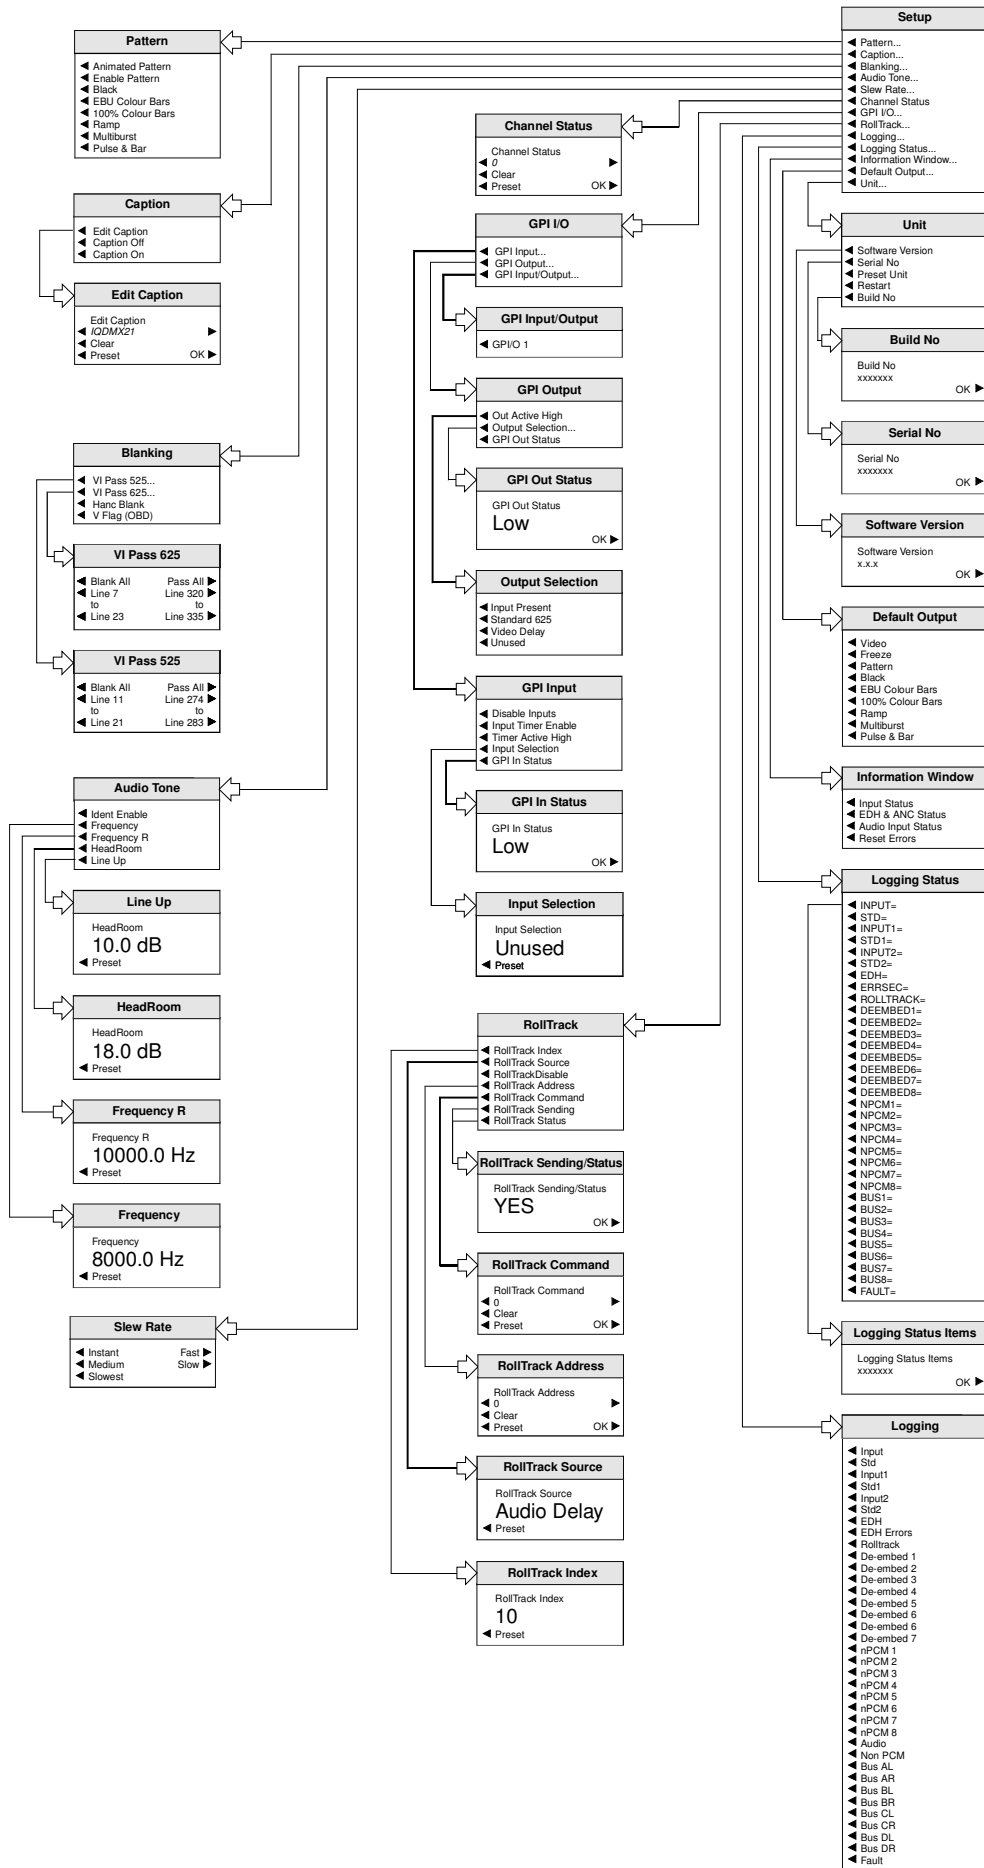 Setup
Pattern...
Caption...
Blanking...
Audio Tone...
Slew Rate...
Channel Status
GPI I/O...
RollTrack...
Logging...
Logging Status...
Information Window...
Default Output...
Unit...
Pattern
Animated Pattern
Enable Pattern
Black
EBU Colour Bars
100% Colour Bars
Ramp
Multiburst
Pulse & Bar
Caption
Edit Caption
Caption Off
Caption On
Edit Caption
Edit Caption
IQDMX21
Clear
Preset OK
Blanking
VI Pass 525...
VI Pass 625...
Hanc Blank
V Flag (OBD)
VI Pass 625
Blank All Pass All
Line 7 Line 320
to to
Line 23 Line 335
VI Pass 525
Blank All Pass All
Line 11 Line 274
to to
Line 21 Line 283
Audio Tone
Ident Enable
Frequency
Frequency R
HeadRoom
Line Up
Line Up
HeadRoom
10.0 dB
Preset
HeadRoom
HeadRoom
18.0 dB
Preset
Frequency R
Frequency R
10000.0 Hz
Preset
Frequency
Frequency
8000.0 Hz
Preset
Slew Rate
Instant Fast
Medium Slow
Slowest
Channel Status
Channel Status
0
Clear
Preset OK
GPI I/O
GPI Input...
GPI Output...
GPI Input/Output...
GPI Input/Output
GPI/O 1
GPI Output
Out Active High
Output Selection...
GPI Out Status
GPI Out Status
GPI Out Status
Low
OK
Output Selection
Input Present
Standard 625
Video Delay
Unused
GPI Input
Disable Inputs
Input Timer Enable
Timer Active High
Input Selection
GPI In Status
GPI In Status
GPI In Status
Low
OK
Input Selection
Input Selection
Unused
Preset
RollTrack
RollTrack Index
RollTrack Source
RollTrackDisable
RollTrack Address
RollTrack Command
RollTrack Sending
RollTrack Status
RollTrack Sending/Status
RollTrack Sending/Status
YES
OK
RollTrack Command
RollTrack Command
0
Clear
Preset OK
RollTrack Address
RollTrack Address
0
Clear
Preset OK
RollTrack Source
RollTrack Source
Audio Delay
Preset
RollTrack Index
RollTrack Index
10
Preset
Unit
Software Version
Serial No
Preset Unit
Restart
Build No
Build No
Build No
xxxxxxx
OK
Serial No
Serial No
xxxxxxx
OK
Software Version
Software Version
x.x.x
OK
Default Output
Video
Freeze
Pattern
Black
EBU Colour Bars
100% Colour Bars
Ramp
Multiburst
Pulse & Bar
Information Window
Input Status
EDH & ANC Status
Audio Input Status
Reset Errors
Logging Status
INPUT=
STD=
INPUT1=
STD1=
INPUT2=
STD2=
EDH=
ERRSEC=
ROLLTRACK=
DEEMBED1=
DEEMBED2=
DEEMBED3=
DEEMBED4=
DEEMBED5=
DEEMBED6=
DEEMBED7=
DEEMBED8=
NPCM1=
NPCM2=
NPCM3=
NPCM4=
NPCM5=
NPCM6=
NPCM7=
NPCM8=
BUS1=
BUS2=
BUS3=
BUS4=
BUS5=
BUS6=
BUS7=
BUS8=
FAULT=
Logging Status Items
Logging Status Items
xxxxxxx
OK
Logging
Input
Std
Input1
Std1
Input2
Std2
EDH
EDH Errors
Rolltrack
De-embed 1
De-embed 2
De-embed 3
De-embed 4
De-embed 5
De-embed 6
De-embed 6
De-embed 7
nPCM 1
nPCM 2
nPCM 3
nPCM 4
nPCM 5
nPCM 6
nPCM 7
nPCM 8
Audio
Non PCM
Bus AL
Bus AR
Bus BL
Bus BR
Bus CL
Bus CR
Bus DL
Bus DR
Fault